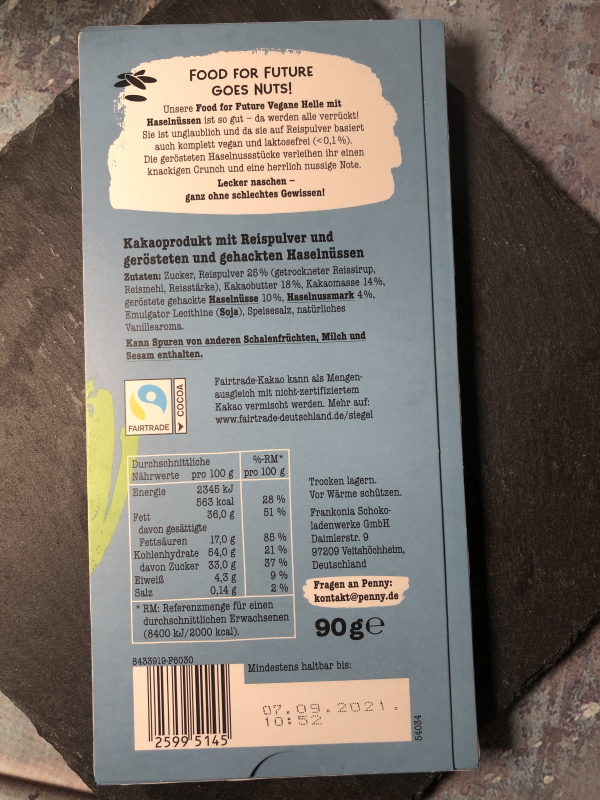 FOOD FOR FUTURE
GOES NUTS!
Unsere Food for Future Vegane Helle mit
Haselnüssen ist so gut – da werden alle verrückt!
Sie ist unglaublich und da sie auf Reispulver basiert
auch komplett vegan und laktosefrei (<0,1%).
Die gerösteten Haselnussstücke verleihen ihr einen
knackigen Crunch und eine herrlich nussige Note.
Lecker naschen –
ganz ohne schlechtes Gewissen!
Kakaoprodukt mit Reispulver und
gerösteten und gehackten Haselnüssen
Zutaten: Zucker, Reispulver 25% (getrockneter Reissirup,
Reismehl, Reisstärke), Kakaobutter 18%, Kakaomasse 14%,
geröstete gehackte Haselnüsse 10%, Haselnussmark 4%,
Emulgator Lecithine (Soja), Speisesalz, natürliches
Vanillearoma.
Kann Spuren von anderen Schalenfrüchten, Milch und
Sesam enthalten.
FAIRTRADE
COCOA
Fairtrade-Kakao kann als Mengen-
ausgleich mit nicht-zertifiziertem
Kakao vermischt werden. Mehr auf:
www.fairtrade-deutschland.de/siegel
Durchschnittliche %-RM*
Nährwerte pro 100 g pro 100 g
Energie 2345 kJ
563 kcal 28 %
Fett 36,0 g 51 %
davon gesättigte
Fettsäuren 17,0 g 85 %
Kohlenhydrate 54,0 g 21 %
davon Zucker 33,0 g 37 %
Eiweiß 4,3 g 9 %
Salz 0,14 g 2 %
* RM: Referenzmenge für einen
durchschnittlichen Erwachsenen
(8400 kJ/2000 kcal).
Trocken lagern.
Vor Wärme schützen.
Frankonia Schoko-
ladenwerke GmbH
Daimlerstr. 9
97209 Veitshöchheim,
Deutschland
Fragen an Penny:
kontakt@penny.de
90g℮
8433919-F6030
Mindestens haltbar bis:
07.09.2021.
10:52
2599 5145
54034